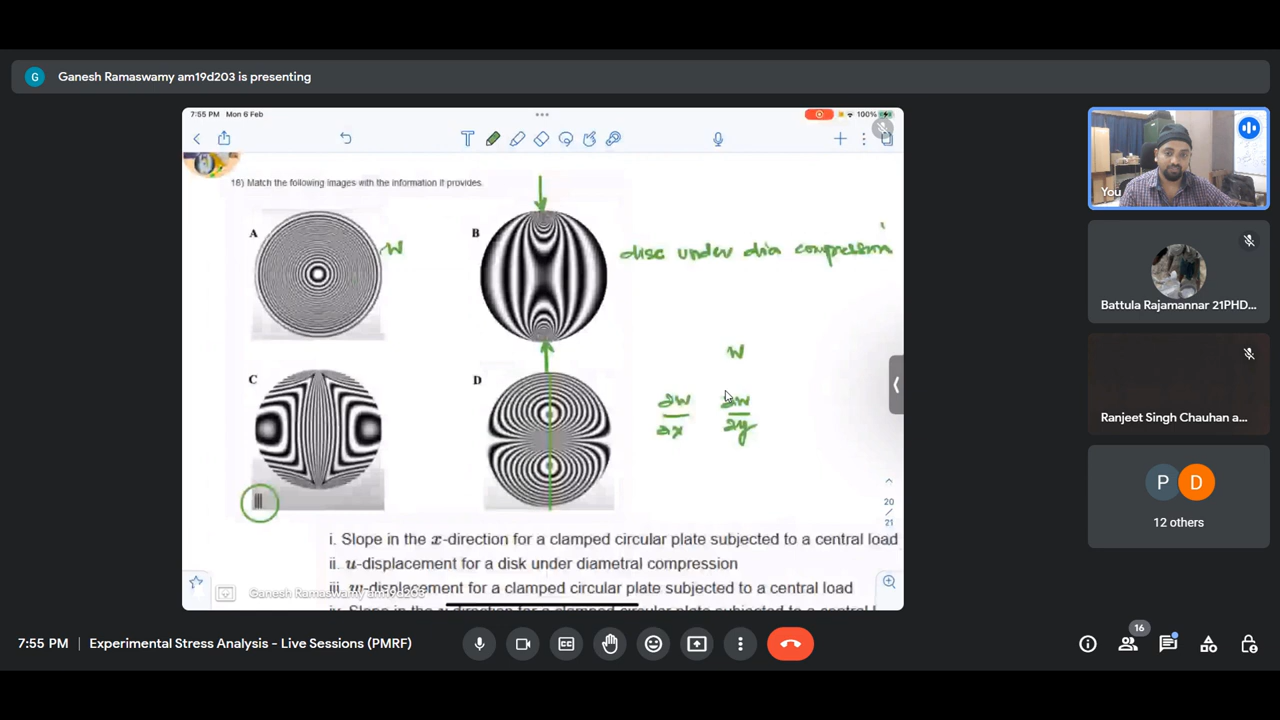 Ganesh Ramaswamy am19d203 is presenting
7:55 PM Mon 6 Feb
100%
T
16) Match the following images with the information it provides.
A
W
B
disc under dia compression
C
D
W
∂w/∂x ∂w/∂y
20
/
21
i. Slope in the x-direction for a clamped circular plate subjected to a central load
ii. u-displacement for a disk under diametral compression
iii. w-displacement for a clamped circular plate subjected to a central load
Ganesh Ramaswamy am19d203
You
Battula Rajamannar 21PHD...
Ranjeet Singh Chauhan a...
P D
12 others
7:55 PM | Experimental Stress Analysis - Live Sessions (PMRF)
16